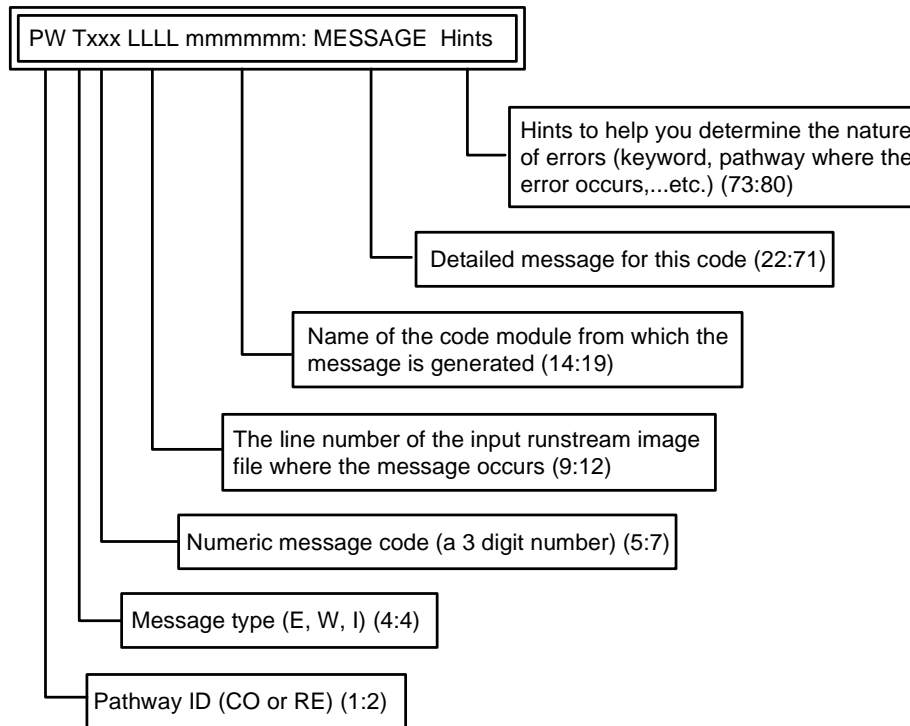 PW Txxx LLLL mmmmmm: MESSAGE  Hints
Hints to help you determine the nature
of errors (keyword, pathway where the
error occurs,...etc.) (73:80)
Detailed message for this code (22:71)
Name of the code module from which the
message is generated (14:19)
The line number of the input runstream image
file where the message occurs (9:12)
Numeric message code (a 3 digit number) (5:7)
Message type (E, W, I) (4:4)
Pathway ID (CO or RE) (1:2)